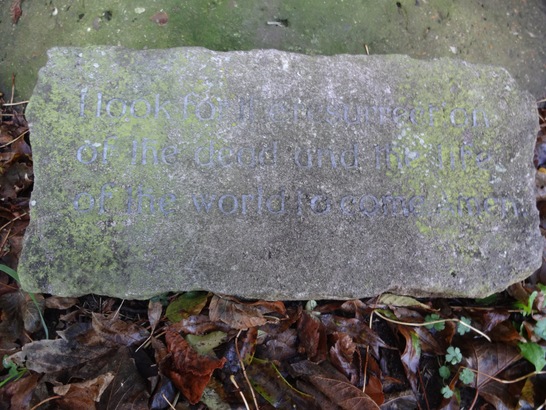 I look for the resurrection
of the dead and the life
of the world to come amen.